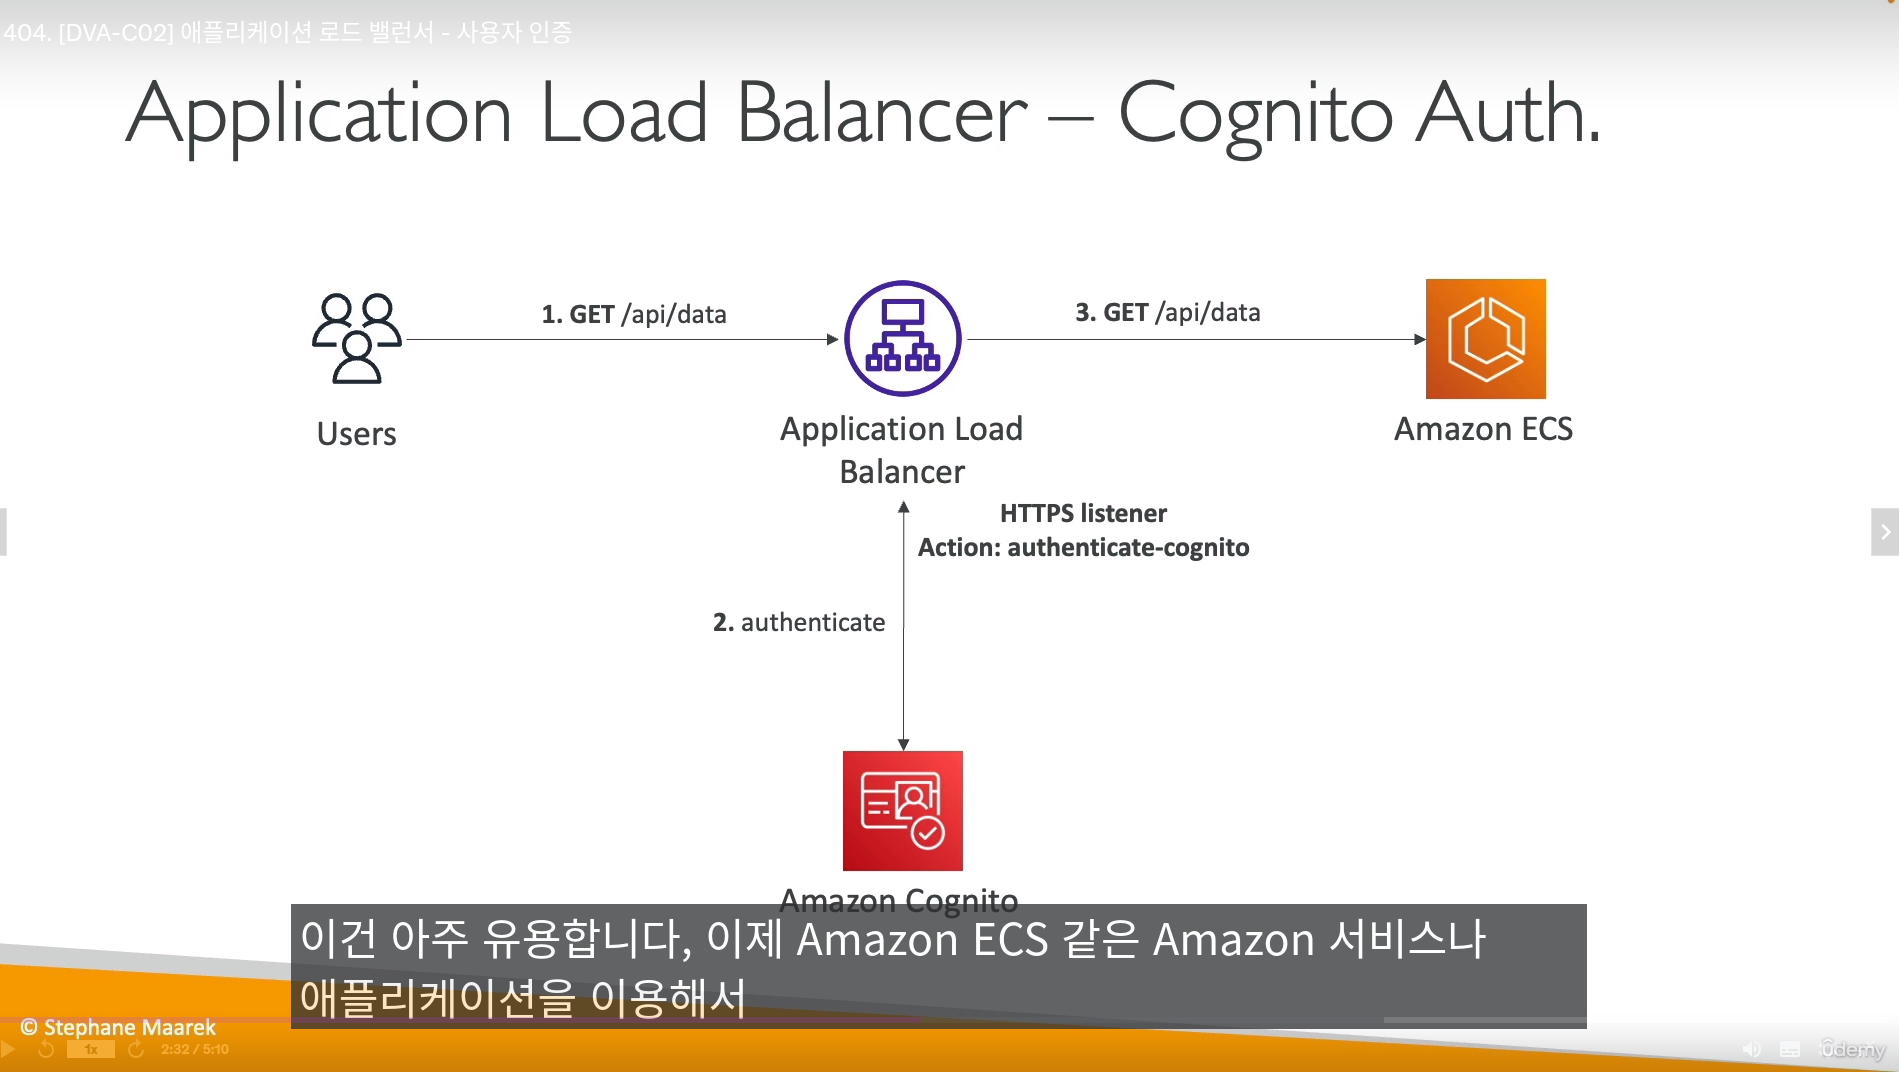 404. [DVA-C02] 애플리케이션 로드 밸런서 - 사용자 인증
Application Load Balancer – Cognito Auth.
1. GET /api/data
3. GET /api/data
Users
Application Load
Balancer
Amazon ECS
HTTPS listener
Action: authenticate-cognito
2. authenticate
Amazon Cognito
이건 아주 유용합니다, 이제 Amazon ECS 같은 Amazon 서비스나
애플리케이션을 이용해서
© Stephane Maarek
1x
2:32 / 5:10
ûdemy